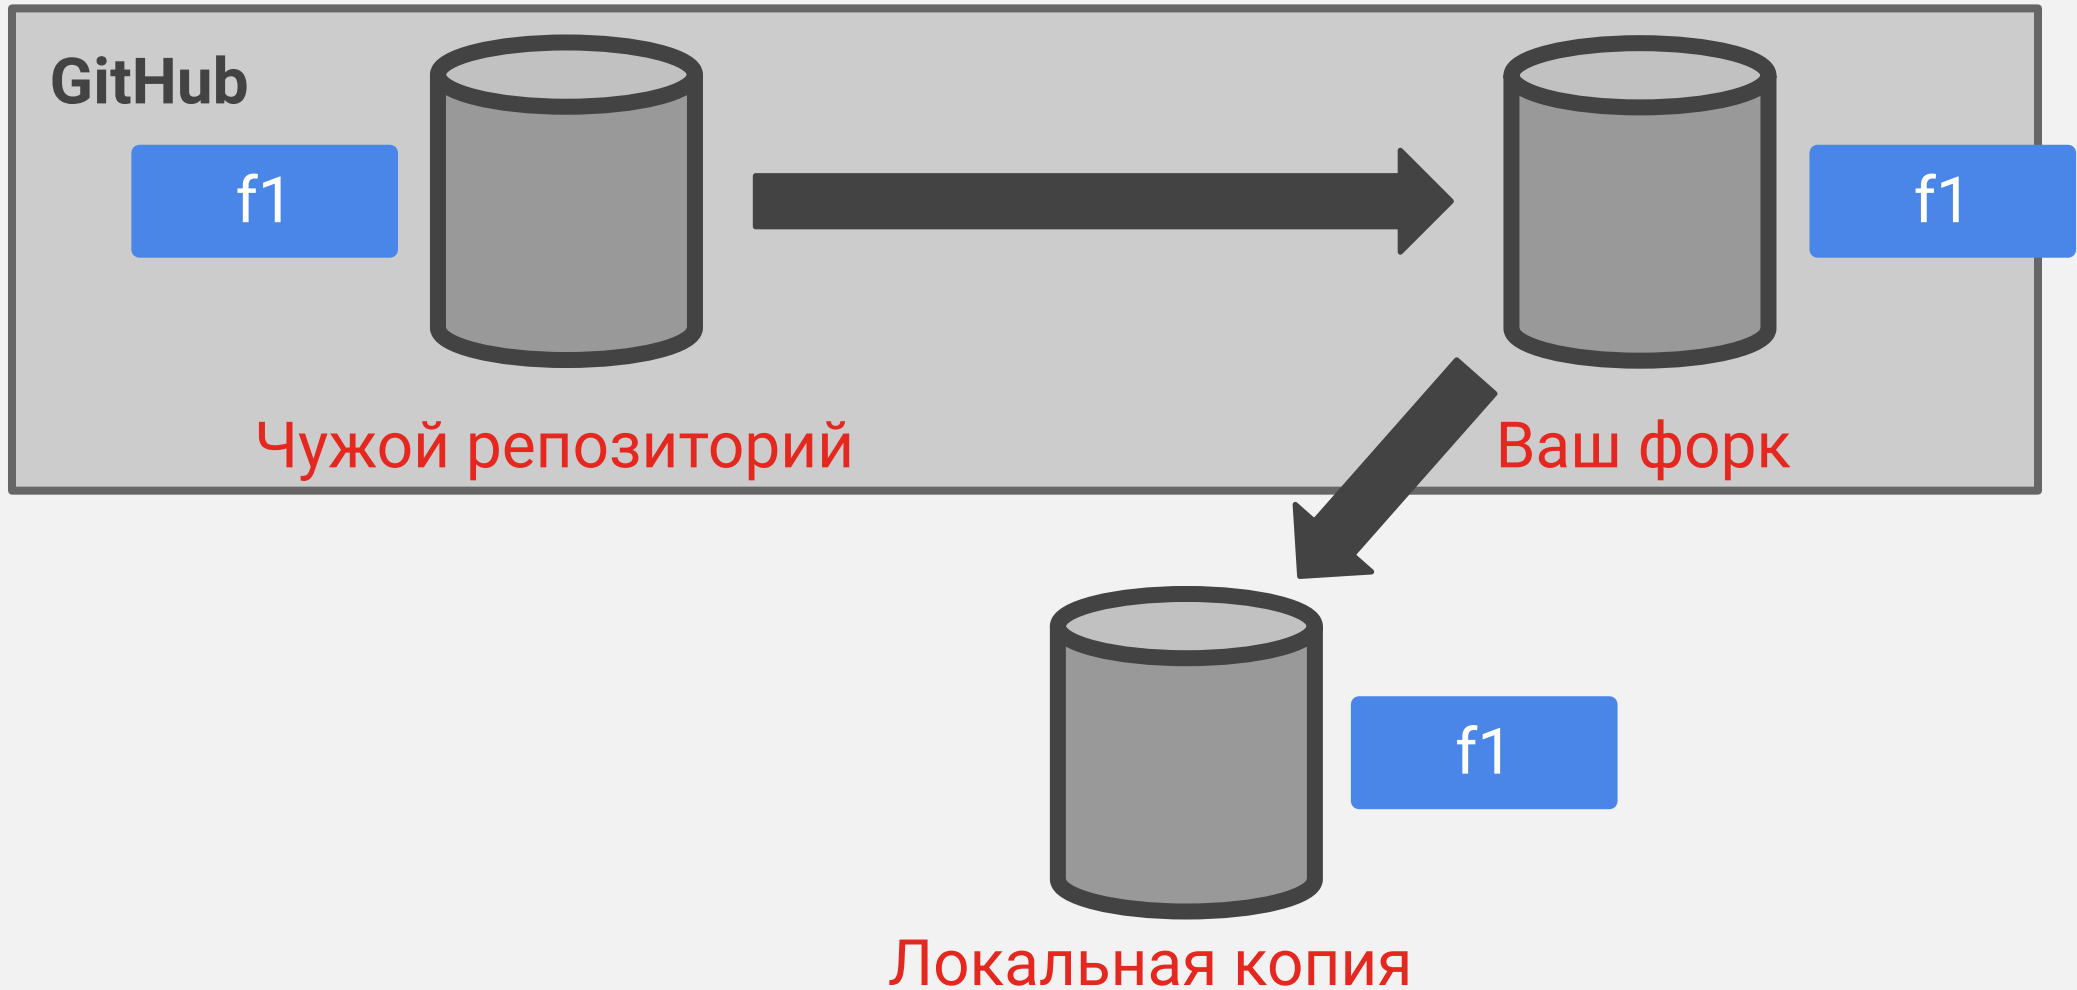 GitHub
f1
f1
Чужой репозиторий
Ваш форк
f1
Локальная копия